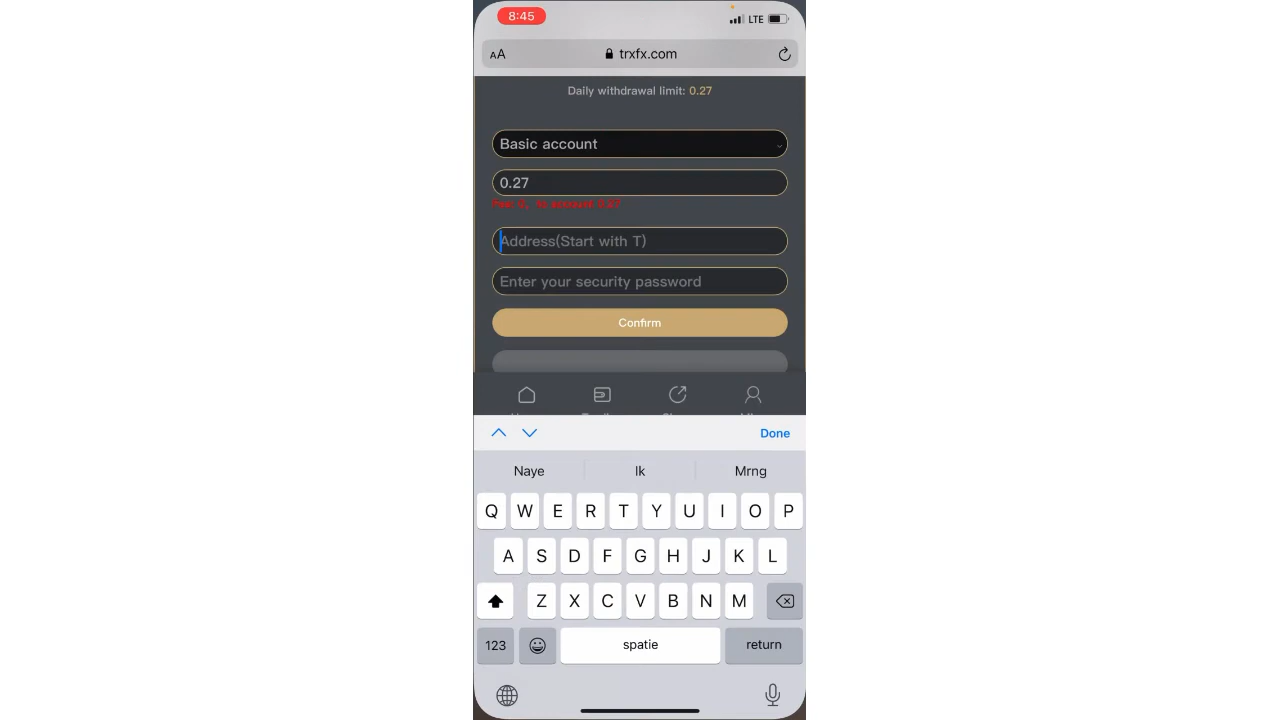 8:45
LTE
AA
trxfx.com
Daily withdrawal limit: 0.27
Basic account
0.27
Address(Start with T)
Enter your security password
Confirm
Done
Naye
Ik
Mrng
Q W E R T Y U I O P
A S D F G H J K L
Z X C V B N M
123
spatie
return